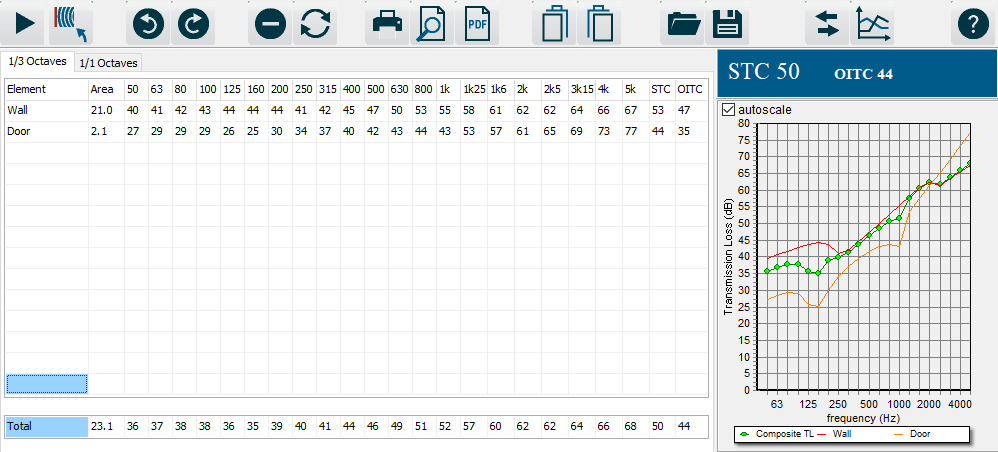 PDF
?
1/3 Octaves 1/1 Octaves
Element Area 50 63 80 100 125 160 200 250 315 400 500 630 800 1k 1k25 1k6 2k 2k5 3k15 4k 5k STC OITC
Wall 21.0 40 41 42 43 44 44 44 41 42 45 47 50 53 55 58 61 62 62 64 66 67 53 47
Door 2.1 27 29 29 29 26 25 30 34 37 40 42 43 44 43 53 57 61 65 69 73 77 44 35
Total 23.1 36 37 38 38 36 35 39 40 41 44 46 49 51 52 57 60 62 62 64 66 68 50 44
STC 50 OITC 44
autoscale
80
75
70
65
60
55
50
45
40
35
30
25
20
15
10
5
0
Transmission Loss (dB)
63 125 250 500 1000 2000 4000
frequency (Hz)
Composite TL Wall Door